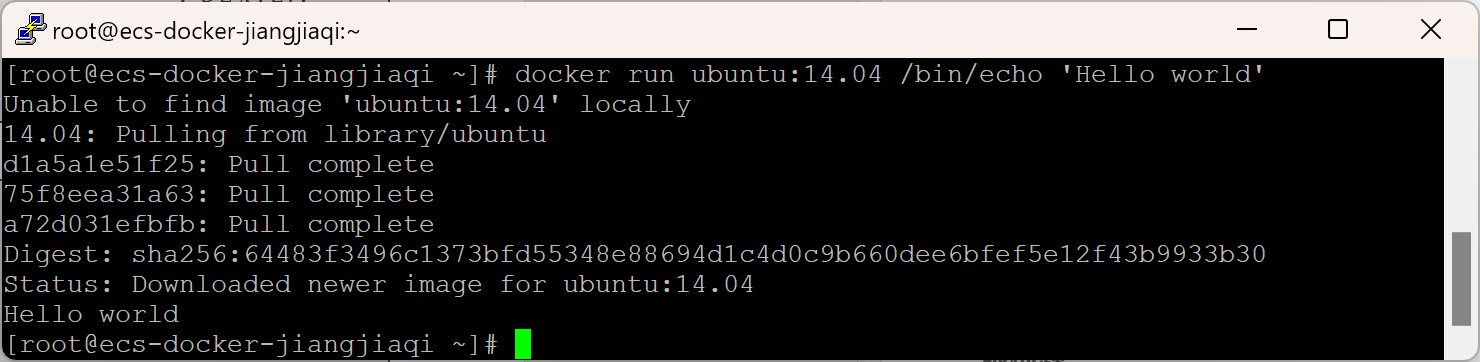 root@ecs-docker-jiangjiaqi:~
[root@ecs-docker-jiangjiaqi ~]# docker run ubuntu:14.04 /bin/echo 'Hello world'
Unable to find image 'ubuntu:14.04' locally
14.04: Pulling from library/ubuntu
d1a5a1e51f25: Pull complete
75f8eea31a63: Pull complete
a72d031efbfb: Pull complete
Digest: sha256:64483f3496c1373bfd55348e88694d1c4d0c9b660dee6bfef5e12f43b9933b30
Status: Downloaded newer image for ubuntu:14.04
Hello world
[root@ecs-docker-jiangjiaqi ~]#